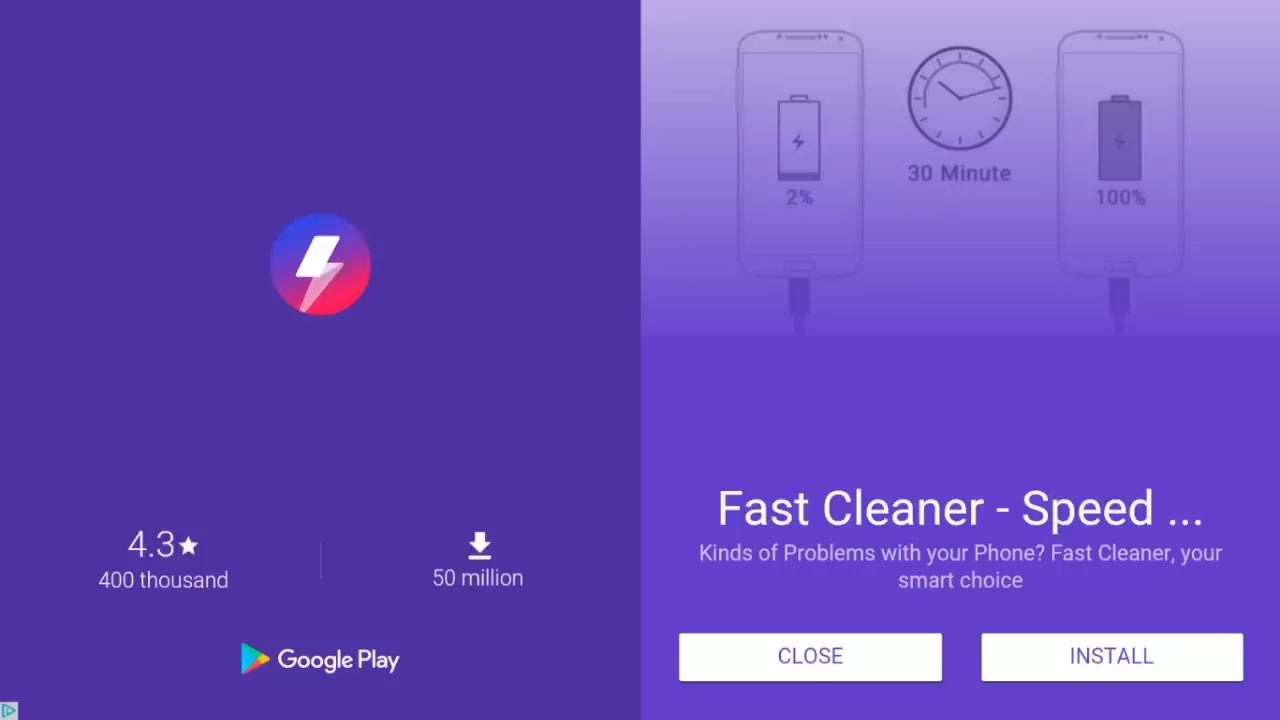 4.3★
400 thousand
50 million
Google Play
2%
30 Minute
100%
Fast Cleaner - Speed ...
Kinds of Problems with your Phone? Fast Cleaner, your
smart choice
CLOSE
INSTALL